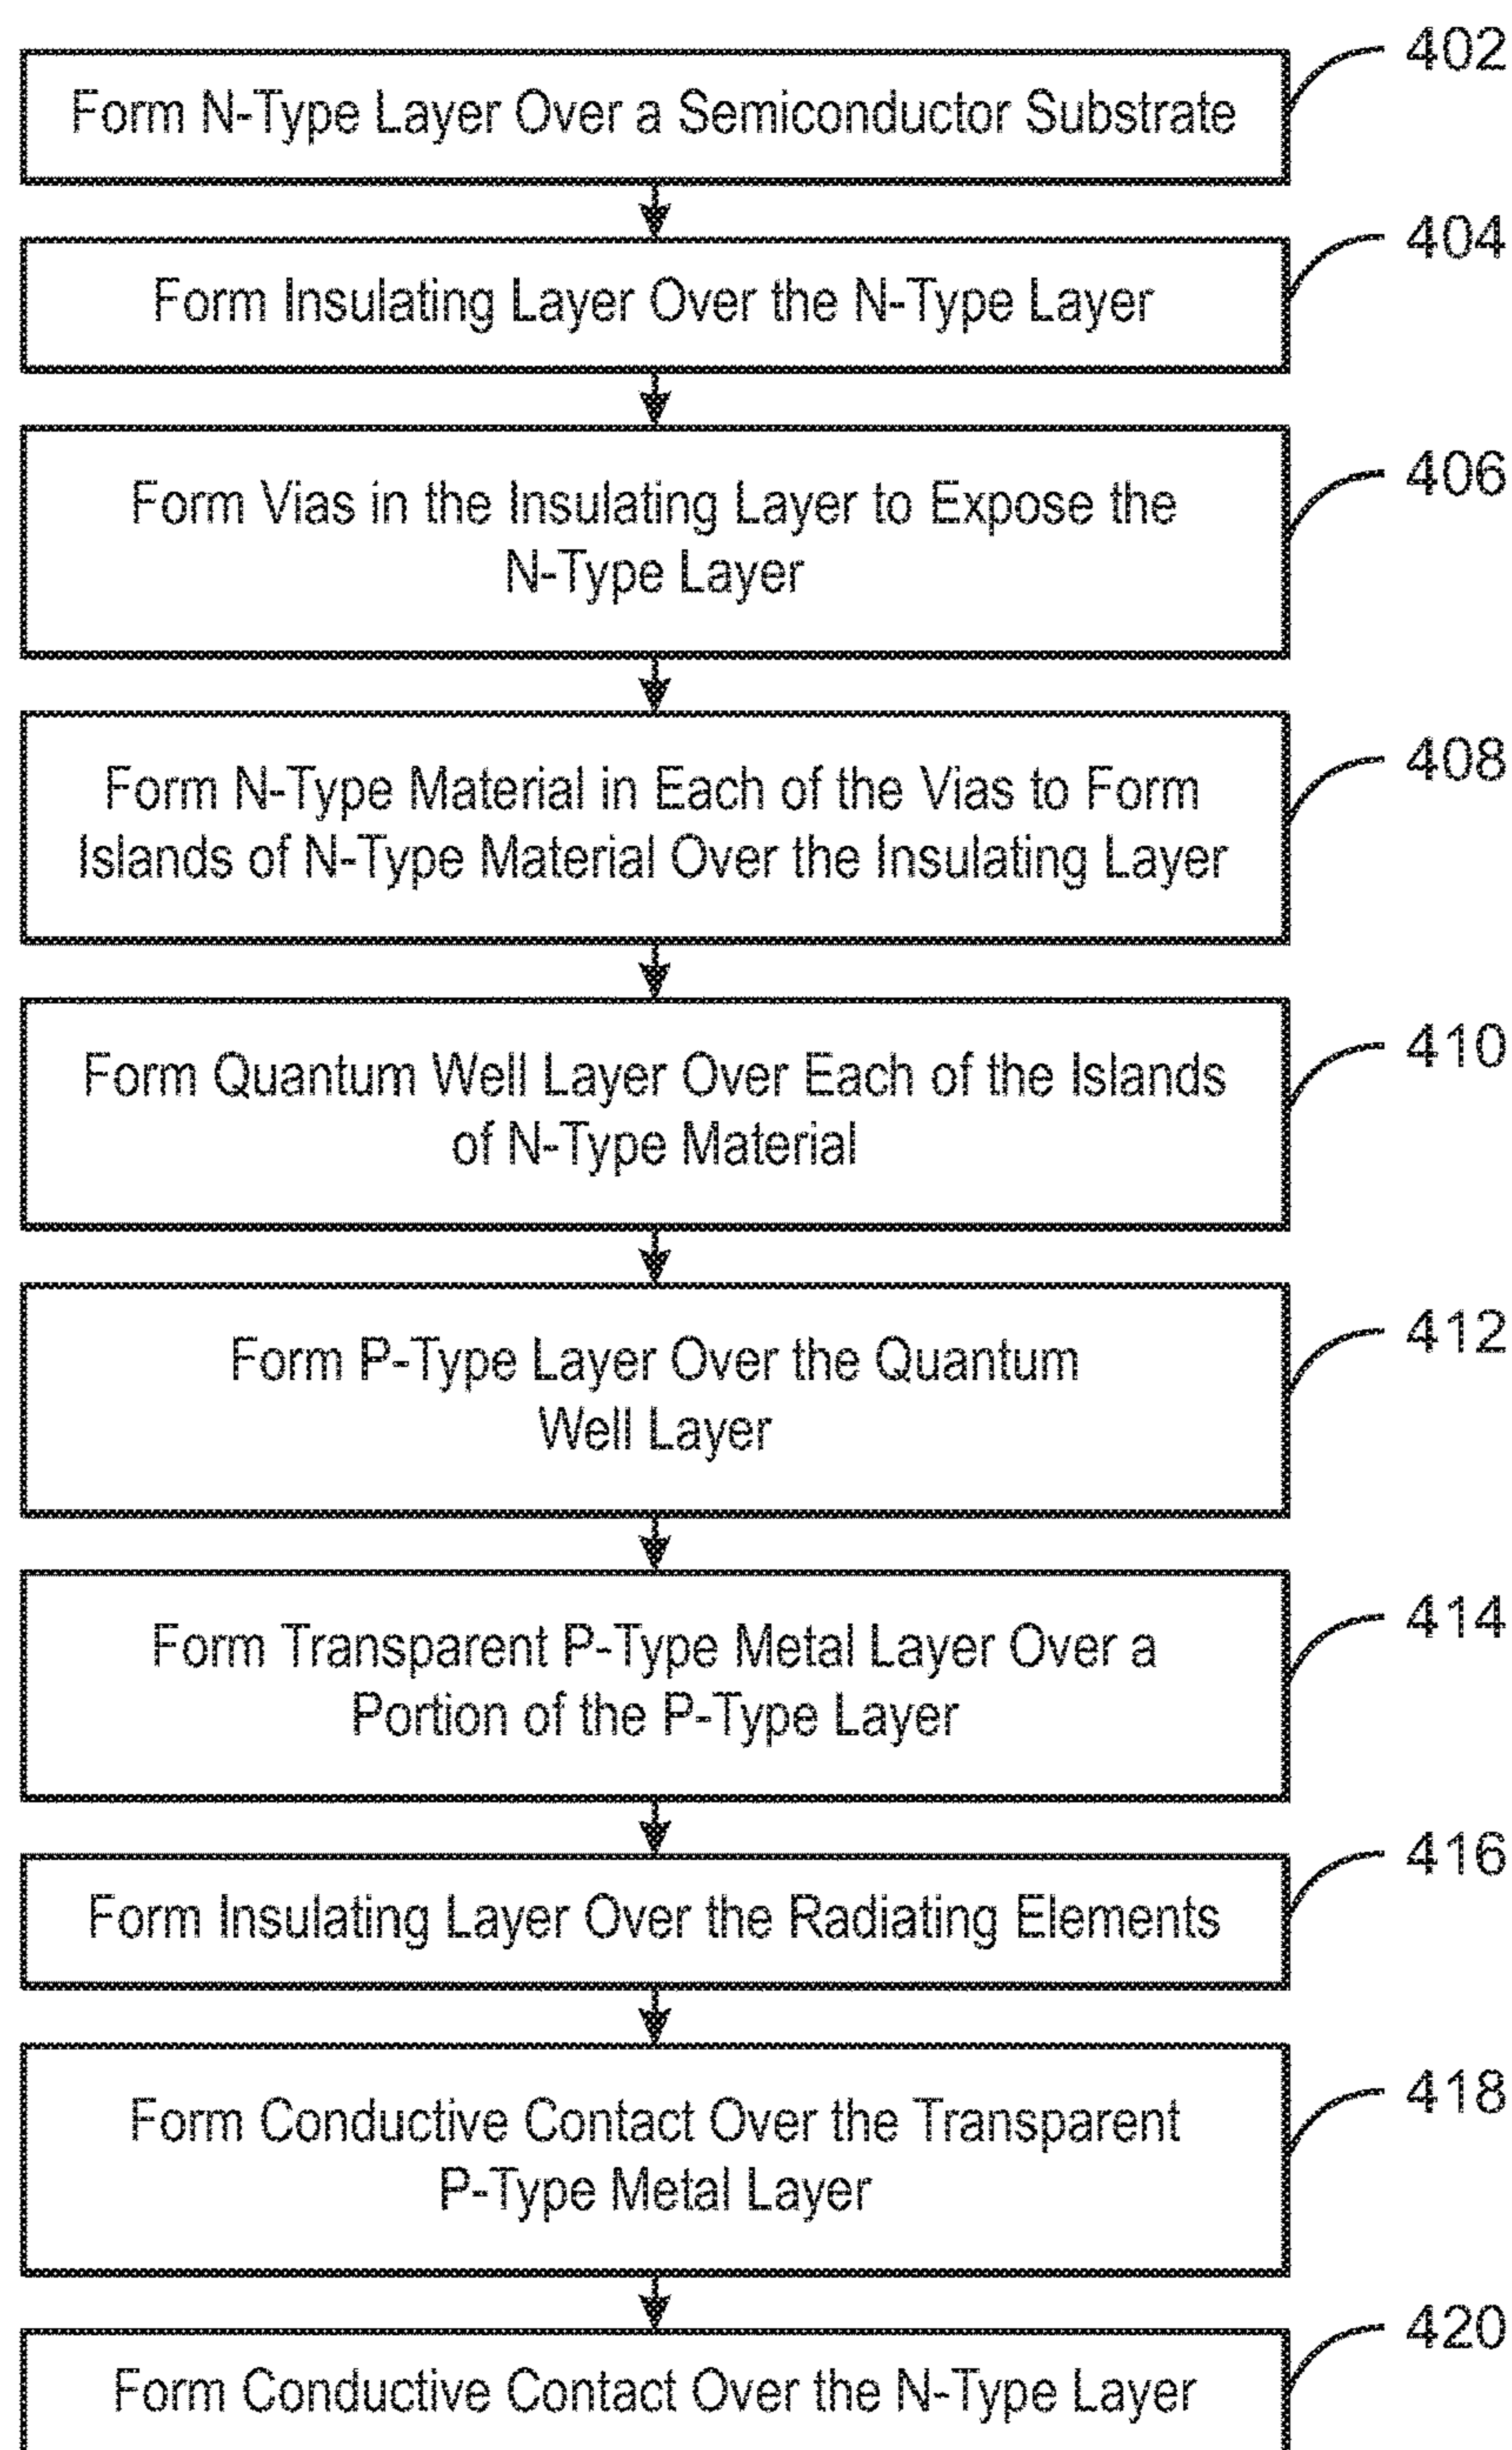 402
Form N-Type Layer Over a Semiconductor Substrate
404
Form Insulating Layer Over the N-Type Layer
406
Form Vias in the Insulating Layer to Expose the
N-Type Layer
408
Form N-Type Material in Each of the Vias to Form
Islands of N-Type Material Over the Insulating Layer
410
Form Quantum Well Layer Over Each of the Islands
of N-Type Material
412
Form P-Type Layer Over the Quantum
Well Layer
414
Form Transparent P-Type Metal Layer Over a
Portion of the P-Type Layer
416
Form Insulating Layer Over the Radiating Elements
418
Form Conductive Contact Over the Transparent
P-Type Metal Layer
420
Form Conductive Contact Over the N-Type Layer